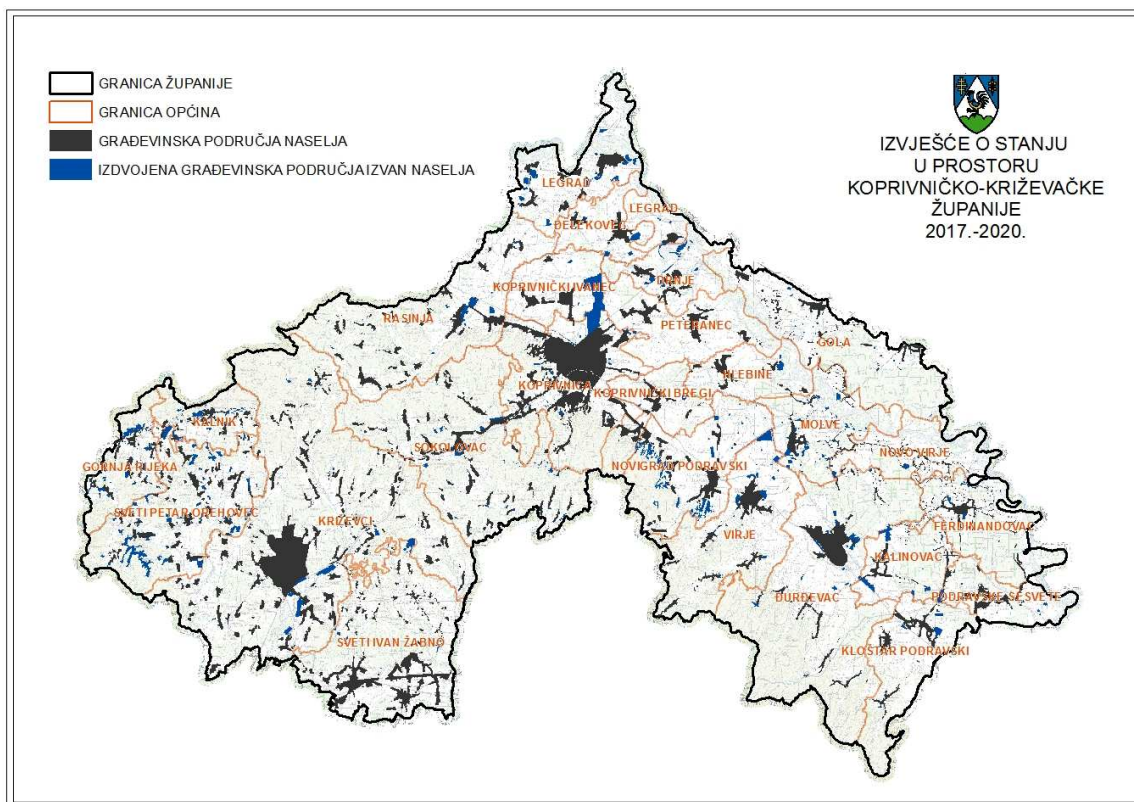 GRANICA ŽUPANIJE
GRANICA OPĆINA
GRAĐEVINSKA PODRUČJA NASELJA
IZDVOJENA GRAĐEVINSKA PODRUČJA IZVAN NASELJA
IZVJEŠĆE O STANJU
U PROSTORU
KOPRIVNIČKO-KRIŽEVAČKE
ŽUPANIJE
2017.-2020.
LEGRAD
LEGRAD
ĐELEKOVEC
DRNJE
KOPRIVNIČKI IVANEC
RASINJA
PETERANEC
GOLA
HLEBINE
KOPRIVNICA
KOPRIVNIČKI BREGI
KALNIK
MOLVE
SOKOLOVAC
NOVO VIRJE
GORNJA RIJEKA
NOVIGRAD PODRAVSKI
SVETI PETAR OREHOVEC
KRIŽEVCI
FERDINANDOVAC
VIRJE
KALINOVAC
ĐURĐEVAC
PODRAVSKE SESVETE
SVETI IVAN ŽABNO
KLOŠTAR PODRAVSKI